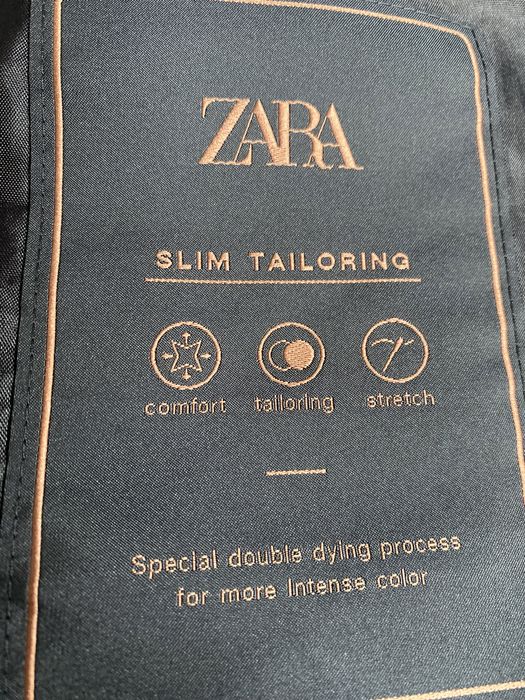 ZARA
SLIM TAILORING
comfort tailoring stretch
Special double dying process
for more Intense color